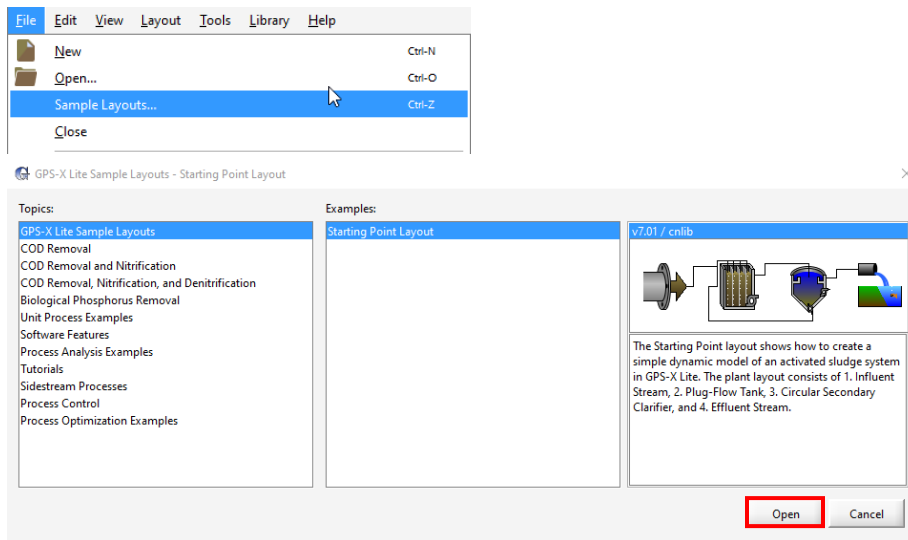 File Edit View Layout Tools Library Help
New Ctrl-N
Open... Ctrl-O
Sample Layouts... Ctrl-Z
Close
GPS-X Lite Sample Layouts - Starting Point Layout
Topics:
GPS-X Lite Sample Layouts
COD Removal
COD Removal and Nitrification
COD Removal, Nitrification, and Denitrification
Biological Phosphorus Removal
Unit Process Examples
Software Features
Process Analysis Examples
Tutorials
Sidestream Processes
Process Control
Process Optimization Examples
Examples:
Starting Point Layout
v7.01 / cnlib
The Starting Point layout shows how to create a
simple dynamic model of an activated sludge system
in GPS-X Lite. The plant layout consists of 1. Influent
Stream, 2. Plug-Flow Tank, 3. Circular Secondary
Clarifier, and 4. Effluent Stream.
Open Cancel